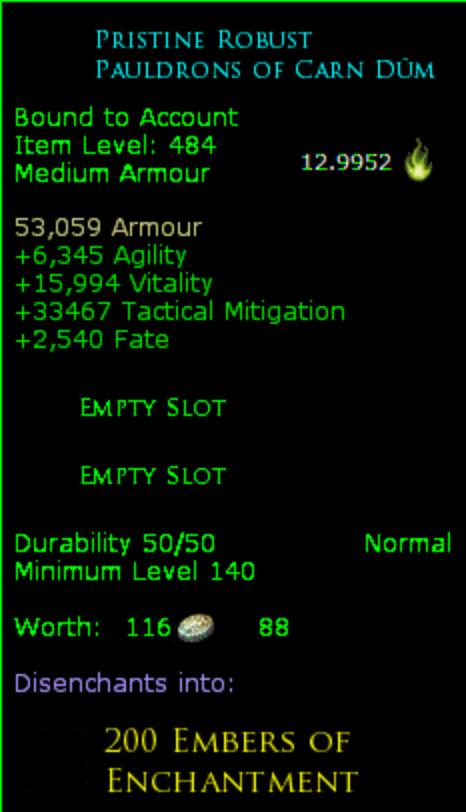 Pristine Robust
Pauldrons of Carn Dûm
Bound to Account
Item Level: 484
12.9952
Medium Armour
53,059 Armour
+6,345 Agility
+15,994 Vitality
+33467 Tactical Mitigation
+2,540 Fate
Empty Slot
Empty Slot
Durability 50/50 Normal
Minimum Level 140
Worth: 116 88
Disenchants into:
200 Embers of
Enchantment